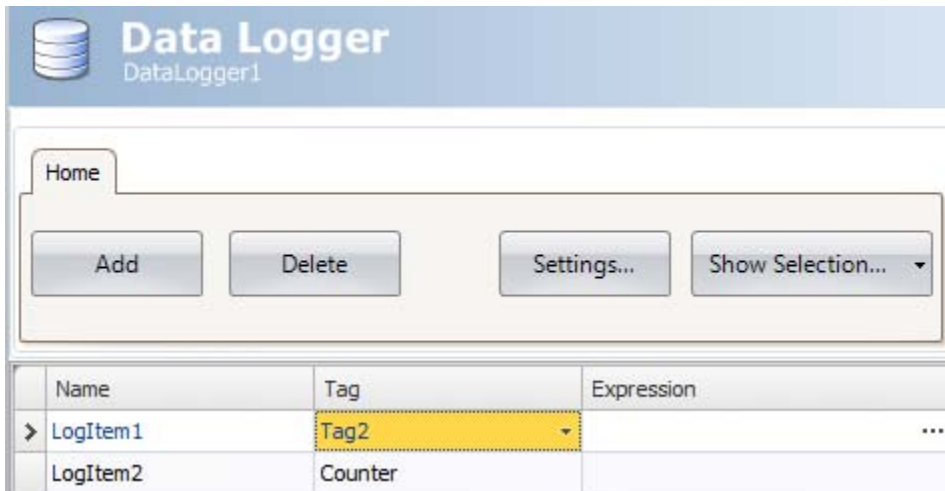 Data Logger
DataLogger1
Home
Add Delete Settings... Show Selection...
Name Tag Expression
LogItem1 Tag2 ...
LogItem2 Counter